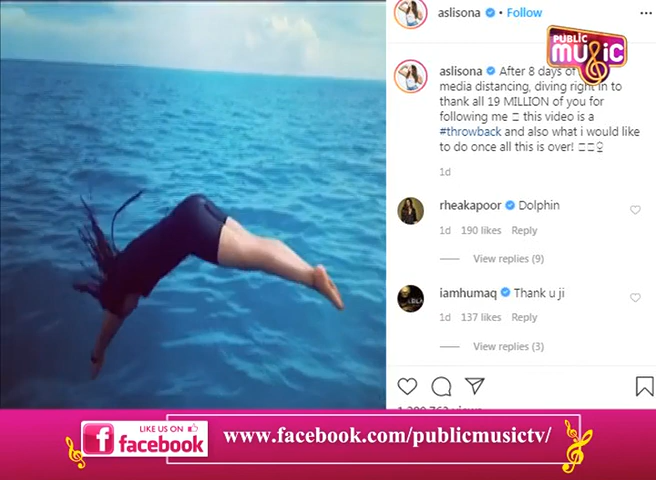 aslisona • Follow
PUBLIC
music
aslisona After 8 days of
media distancing, diving right in to
thank all 19 MILLION of you for
following me this video is a
#throwback and also what i would like
to do once all this is over!
1d
rheakapoor Dolphin
1d 190 likes Reply
View replies (9)
iamhumaq Thank u ji
1d 137 likes Reply
View replies (3)
views
LIKE US ON
f facebook
www.facebook.com/publicmusictv/